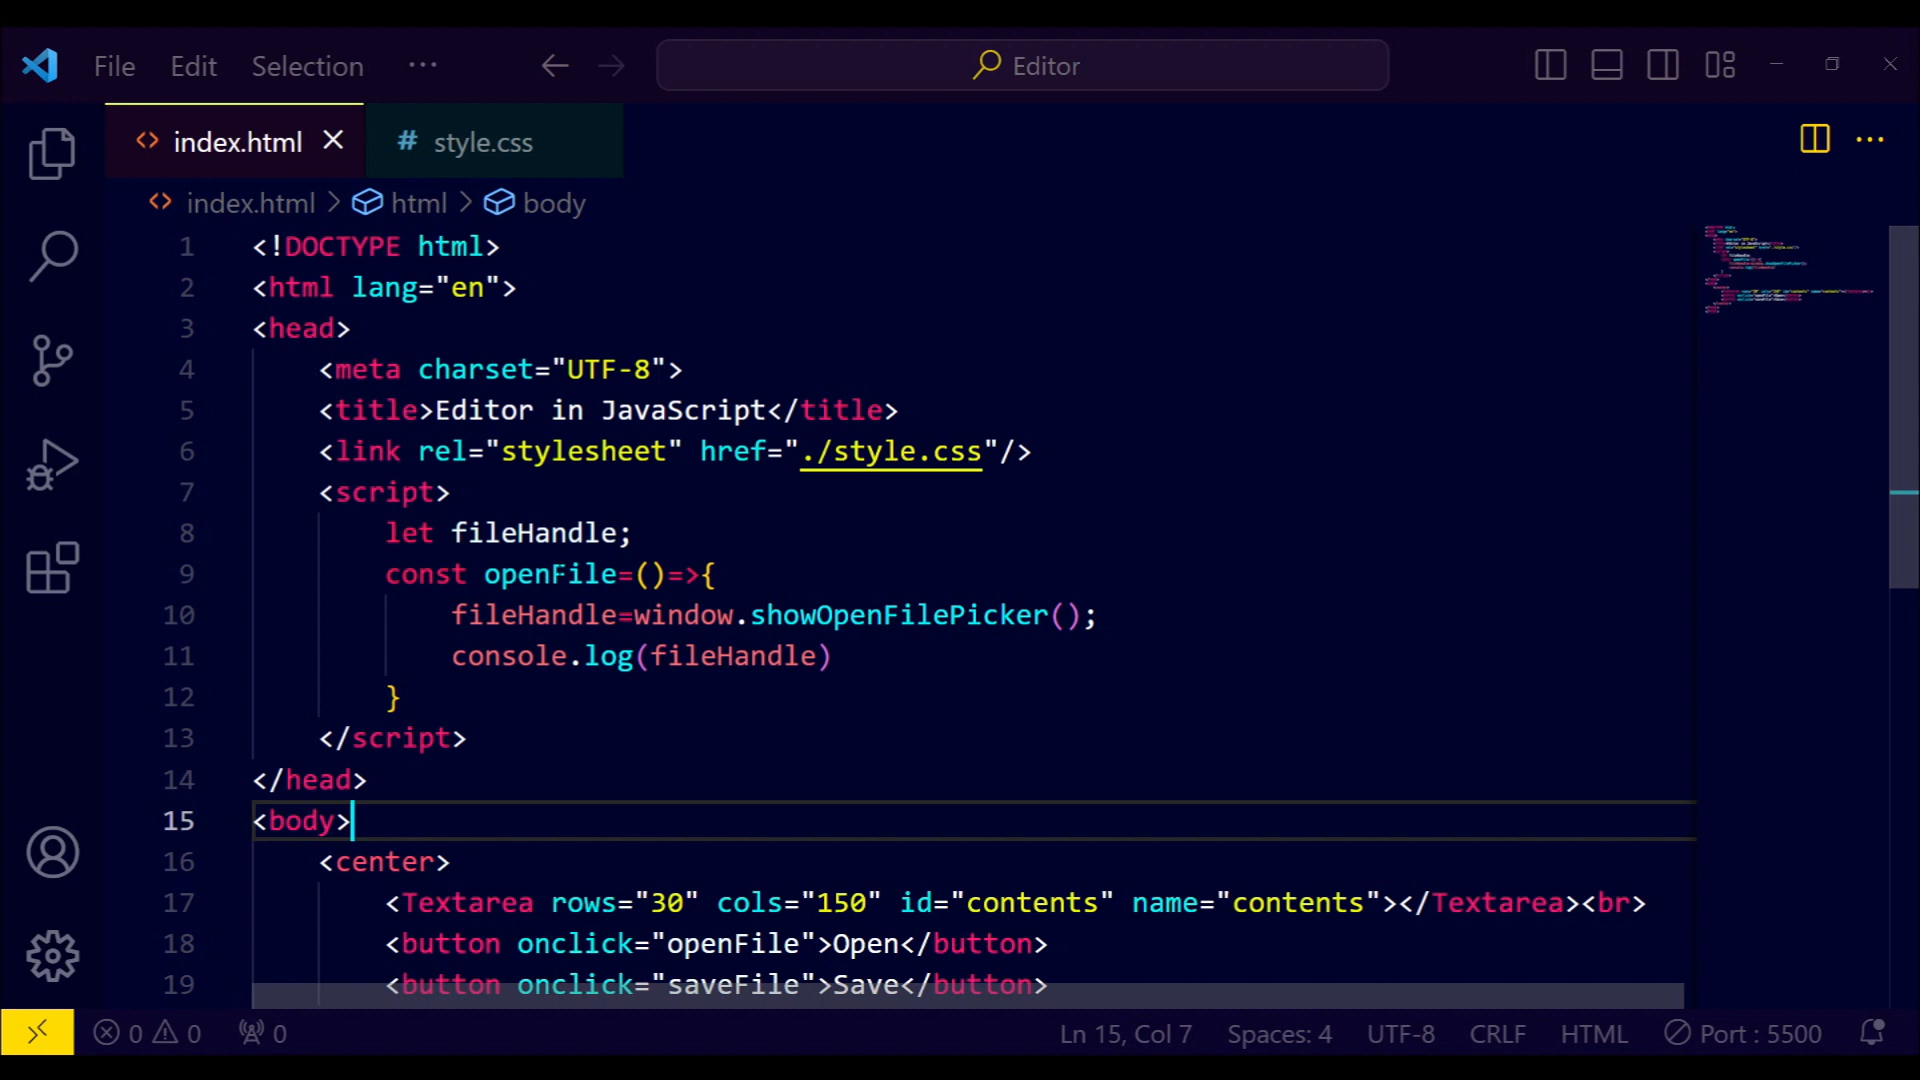 File Edit Selection ··· Editor
index.html style.css
index.html > html > body
1 <!DOCTYPE html>
2 <html lang="en">
3 <head>
4 <meta charset="UTF-8">
5 <title>Editor in JavaScript</title>
6 <link rel="stylesheet" href="./style.css"/>
7 <script>
8 let fileHandle;
9 const openFile=()=>{
10 fileHandle=window.showOpenFilePicker();
11 console.log(fileHandle)
12 }
13 </script>
14 </head>
15 <body>
16 <center>
17 <Textarea rows="30" cols="150" id="contents" name="contents"></Textarea><br>
18 <button onclick="openFile">Open</button>
19 <button onclick="saveFile">Save</button>
0 0 0 Ln 15, Col 7 Spaces: 4 UTF-8 CRLF HTML Port : 5500